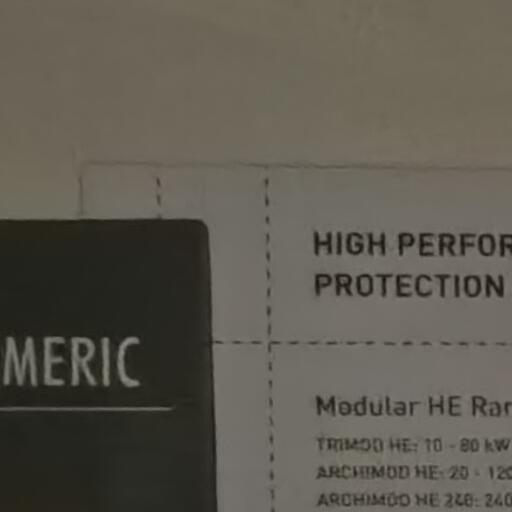 HIGH PERFOR
PROTECTION
MERIC
Modular HE Ran
TRIMOD HE: 10 - 80 kW
ARCHIMOD HE: 20 - 120
ARCHIMOD HE 240: 240